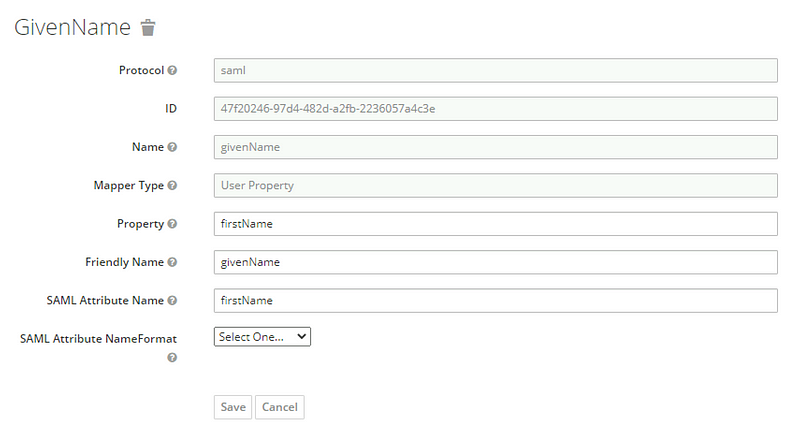 GivenName
Protocol saml
ID 47f20246-97d4-482d-a2fb-2236057a4c3e
Name givenName
Mapper Type User Property
Property firstName
Friendly Name givenName
SAML Attribute Name firstName
SAML Attribute NameFormat Select One...
Save Cancel